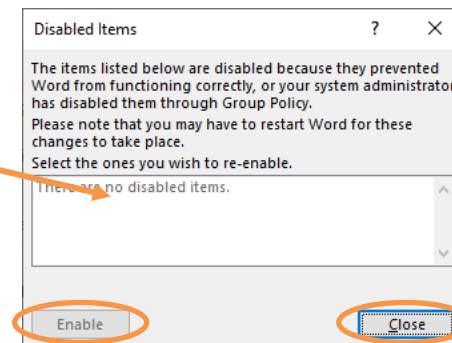 Disabled Items ? ×
The items listed below are disabled because they prevented
Word from functioning correctly, or your system administrator
has disabled them through Group Policy.
Please note that you may have to restart Word for these
changes to take place.
Select the ones you wish to re-enable.
There are no disabled items.
Enable Close